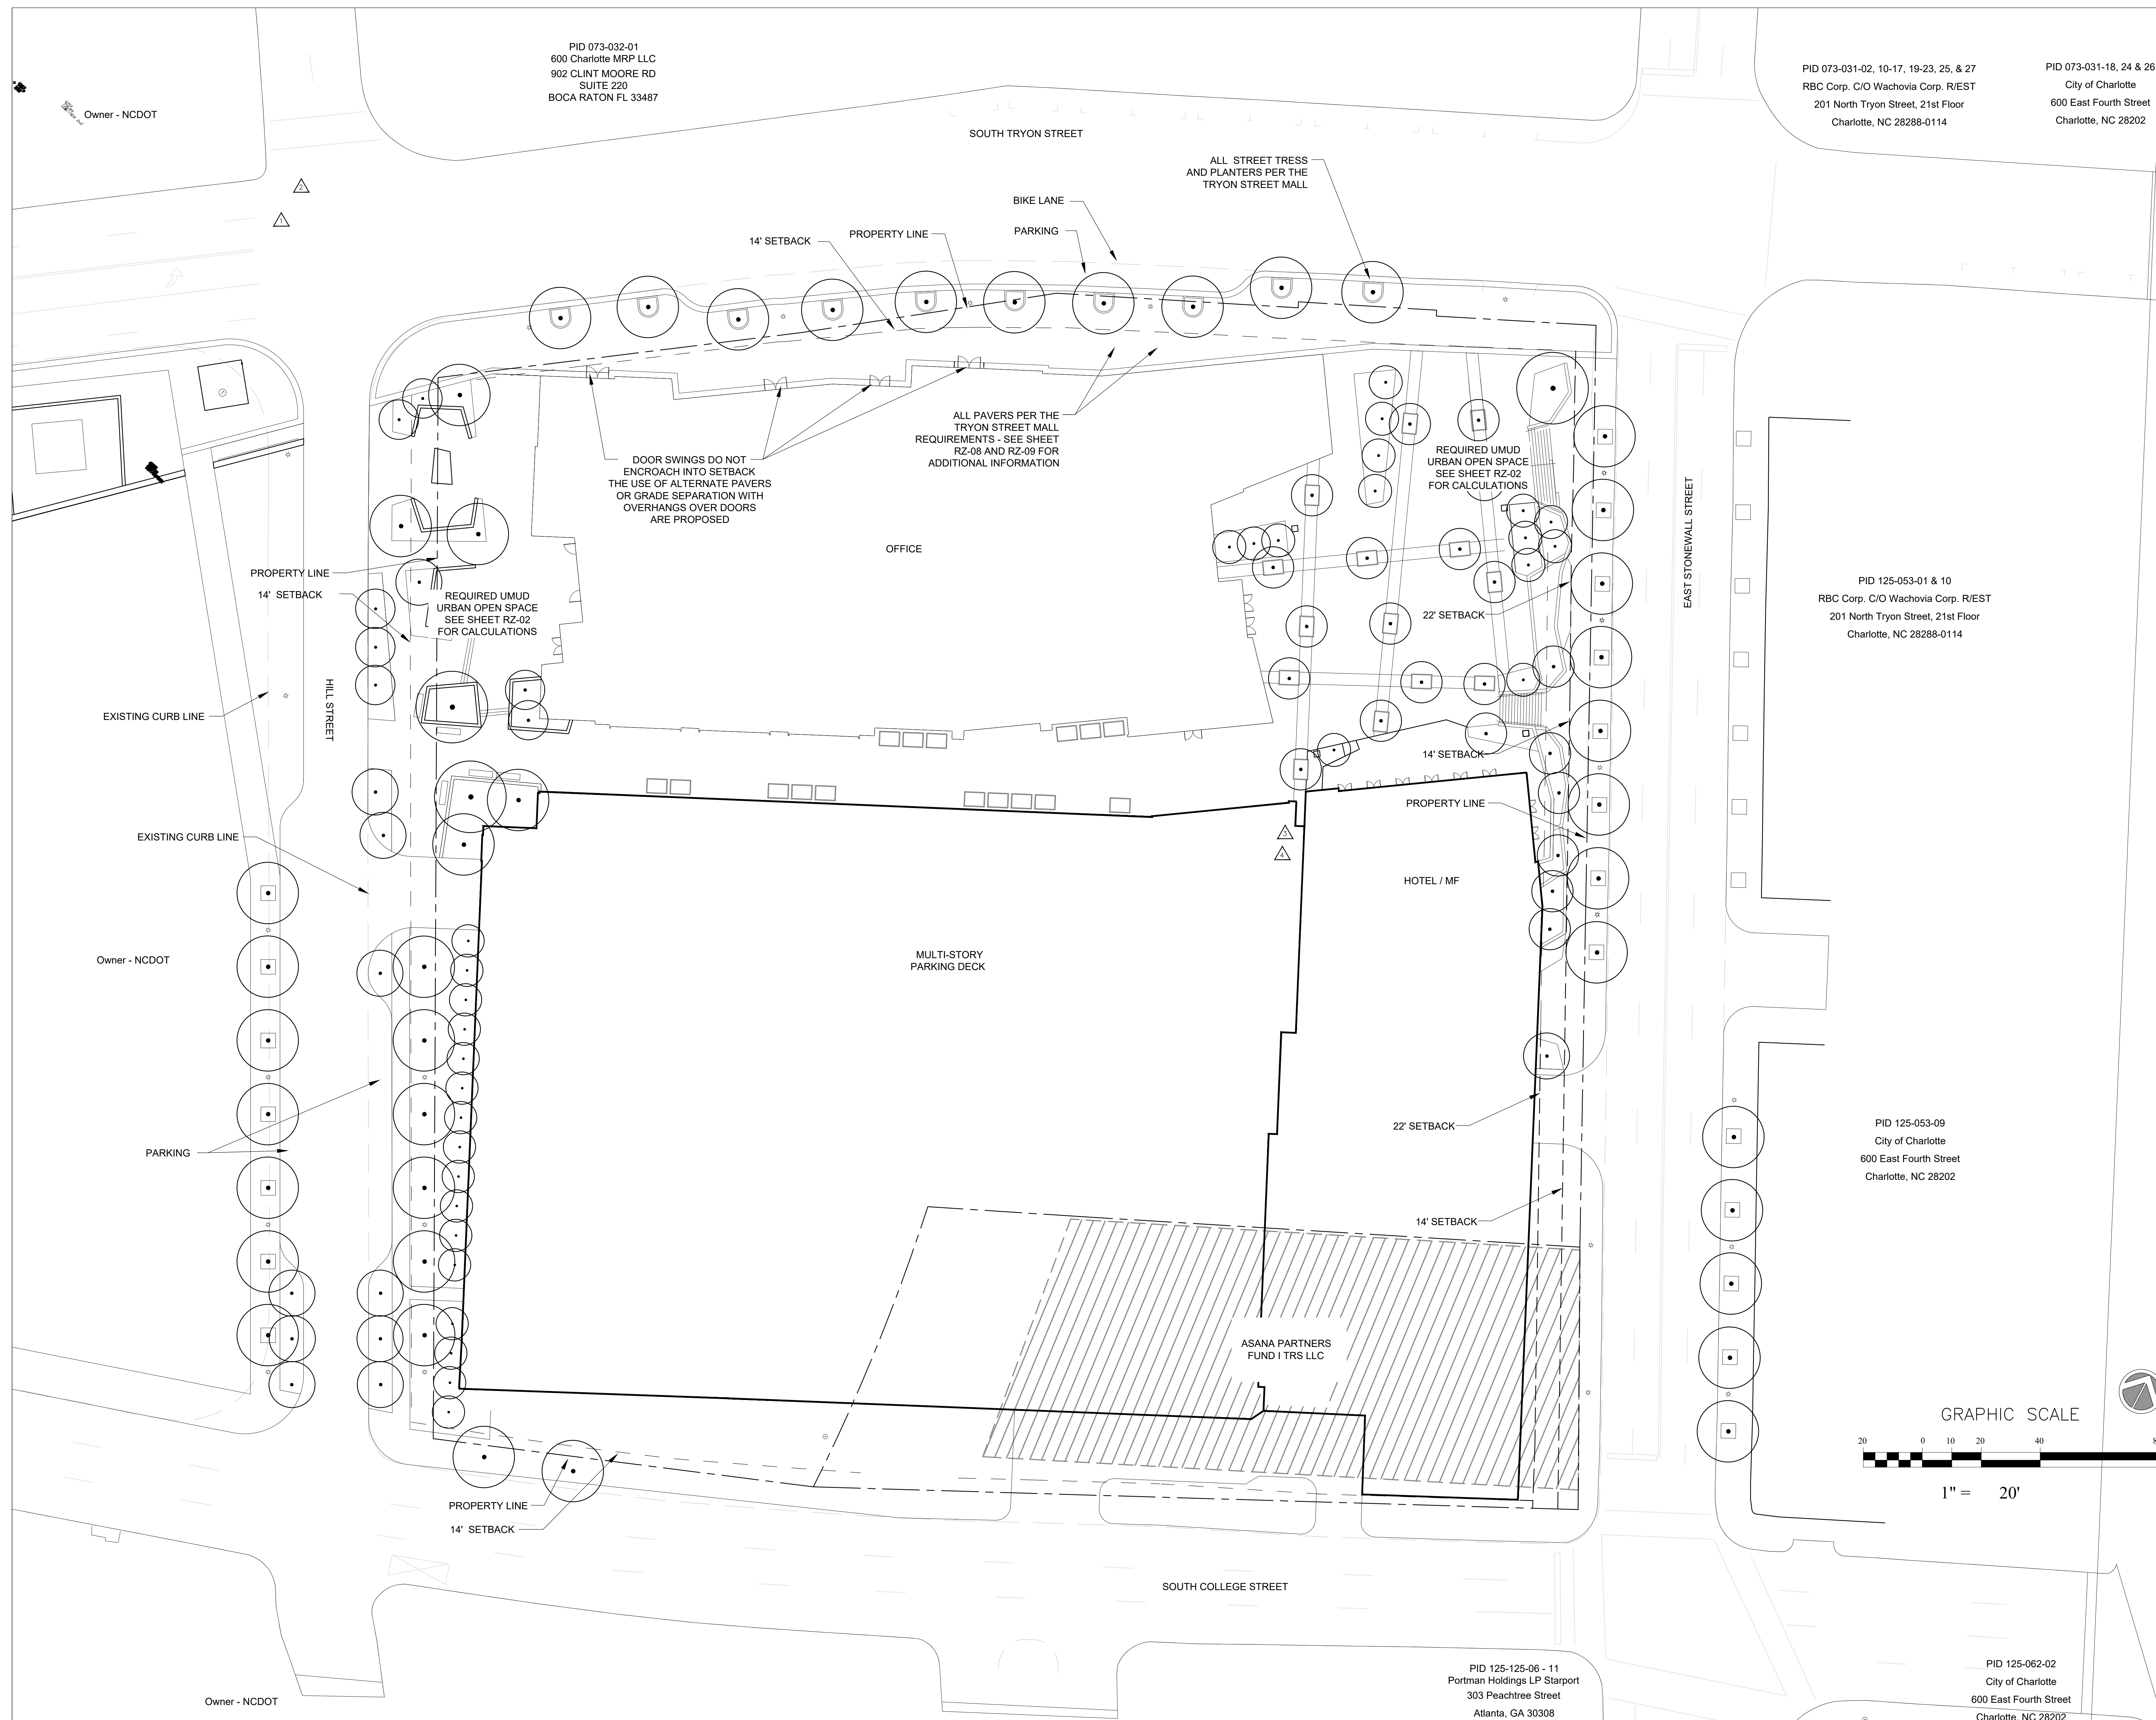 PID 073-032-01
600 Charlotte MRP LLC
902 CLINT MOORE RD
SUITE 220
BOCA RATON FL 33487
PID 073-031-02, 10-17, 19-23, 25, & 27
RBC Corp. C/O Wachovia Corp. R/EST
201 North Tryon Street, 21st Floor
Charlotte, NC 28288-0114
PID 073-031-18, 24 & 26
City of Charlotte
600 East Fourth Street
Charlotte, NC 28202
Owner - NCDOT
SOUTH TRYON STREET
ALL STREET TRESS
AND PLANTERS PER THE
TRYON STREET MALL
2
1
BIKE LANE
PARKING
PROPERTY LINE
14' SETBACK
ALL PAVERS PER THE
TRYON STREET MALL
REQUIREMENTS - SEE SHEET
RZ-08 AND RZ-09 FOR
ADDITIONAL INFORMATION
DOOR SWINGS DO NOT
ENCROACH INTO SETBACK
THE USE OF ALTERNATE PAVERS
OR GRADE SEPARATION WITH
OVERHANGS OVER DOORS
ARE PROPOSED
REQUIRED UMUD
URBAN OPEN SPACE
SEE SHEET RZ-02
FOR CALCULATIONS
OFFICE
EAST STONEWALL STREET
PROPERTY LINE
14' SETBACK
REQUIRED UMUD
URBAN OPEN SPACE
SEE SHEET RZ-02
FOR CALCULATIONS
22' SETBACK
PID 125-053-01 & 10
RBC Corp. C/O Wachovia Corp. R/EST
201 North Tryon Street, 21st Floor
Charlotte, NC 28288-0114
HILL STREET
EXISTING CURB LINE
14' SETBACK
PROPERTY LINE
EXISTING CURB LINE
3
4
HOTEL / MF
Owner - NCDOT
MULTI-STORY
PARKING DECK
22' SETBACK
PID 125-053-09
City of Charlotte
600 East Fourth Street
Charlotte, NC 28202
PARKING
14' SETBACK
ASANA PARTNERS
FUND I TRS LLC
GRAPHIC SCALE
20 0 10 20 40
1" = 20'
PROPERTY LINE
14' SETBACK
SOUTH COLLEGE STREET
PID 125-125-06 - 11
Portman Holdings LP Starport
303 Peachtree Street
Atlanta, GA 30308
PID 125-062-02
City of Charlotte
600 East Fourth Street
Charlotte, NC 28202
Owner - NCDOT